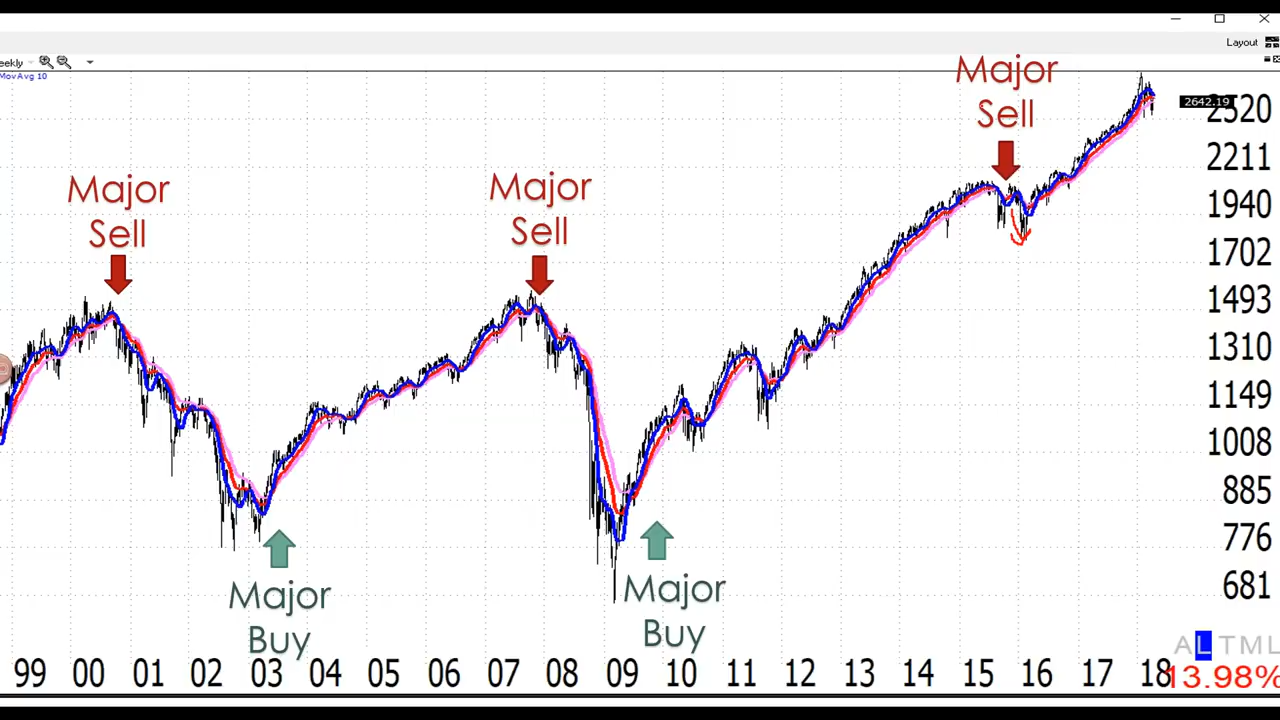 Layout
eekly
MovAvg 10
Major
Sell
Major
Sell
Major
Sell
2642.19
2520
2211
1940
1702
1493
1310
1149
1008
885
776
681
Major
Buy
Major
Buy
ALTML
99 00 01 02 03 04 05 06 07 08 09 10 11 12 13 14 15 16 17 18
13.98%